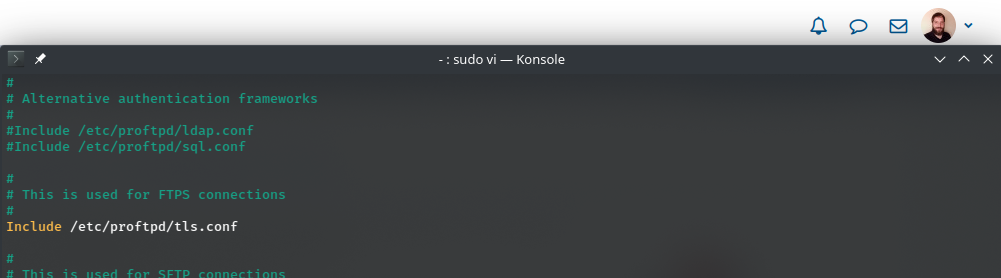 - : sudo vi — Konsole
#
# Alternative authentication frameworks
#
#Include /etc/proftpd/ldap.conf
#Include /etc/proftpd/sql.conf
#
# This is used for FTPS connections
#
Include /etc/proftpd/tls.conf
#
# This is used for SFTP connections